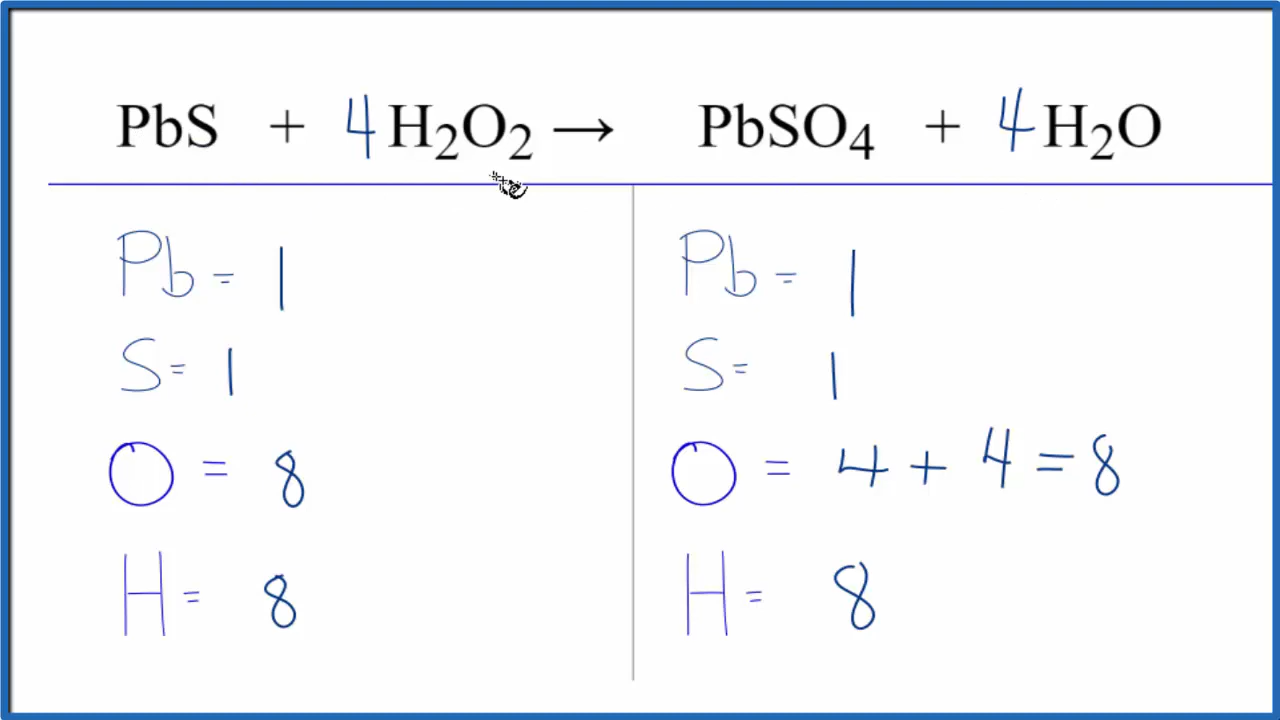 PbS + 4 H₂O₂ → PbSO₄ + 4 H₂O
Pb = 1
S = 1
O = 8
H = 8
Pb = 1
S = 1
O = 4 + 4 = 8
H = 8